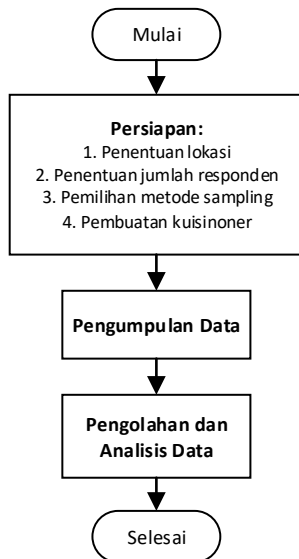 Mulai
Persiapan:
1. Penentuan lokasi
2. Penentuan jumlah responden
3. Pemilihan metode sampling
4. Pembuatan kuisinoner
Pengumpulan Data
Pengolahan dan
Analisis Data
Selesai